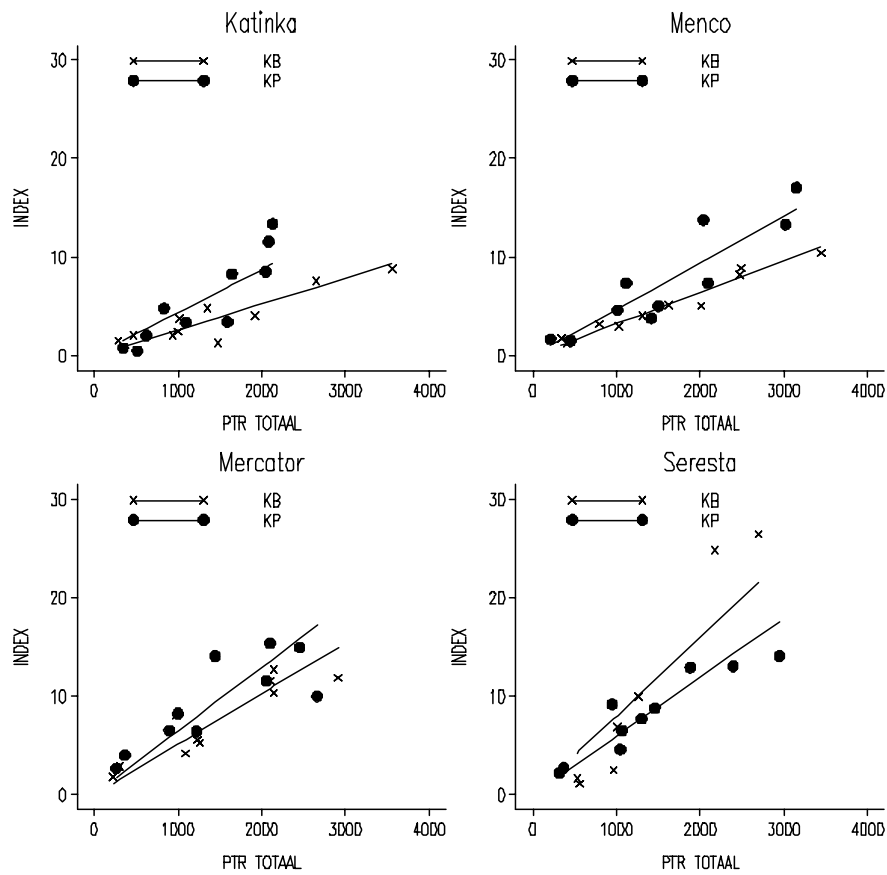 Katinka
30
KB
KP
20
INDEX
10
0
0 1000 2000 3000 4000
PTR TOTAAL
Menco
30
KB
KP
20
INDEX
10
0
0 1000 2000 3000 4000
PTR TOTAAL
Mercator
30
KB
KP
20
INDEX
10
0
0 1000 2000 3000 4000
PTR TOTAAL
Seresta
30
KB
KP
20
INDEX
10
0
0 1000 2000 3000 4000
PTR TOTAAL